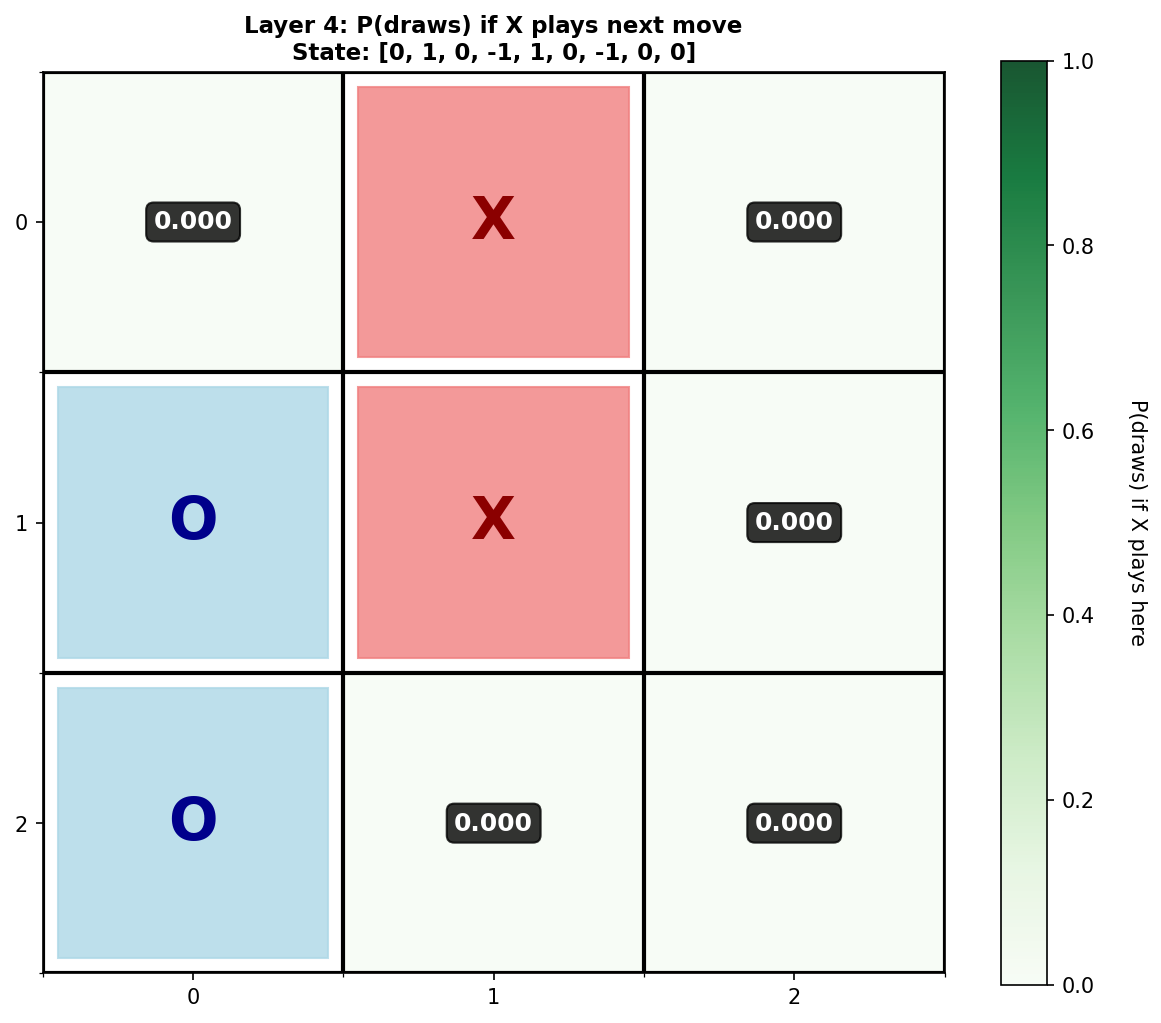 Layer 4: P(draws) if X plays next move
State: [0, 1, 0, -1, 1, 0, -1, 0, 0]
0
0.000
X
0.000
1
O
X
0.000
2
O
0.000
0.000
0
1
2
1.0
0.8
0.6
0.4
0.2
0.0
P(draws) if X plays here